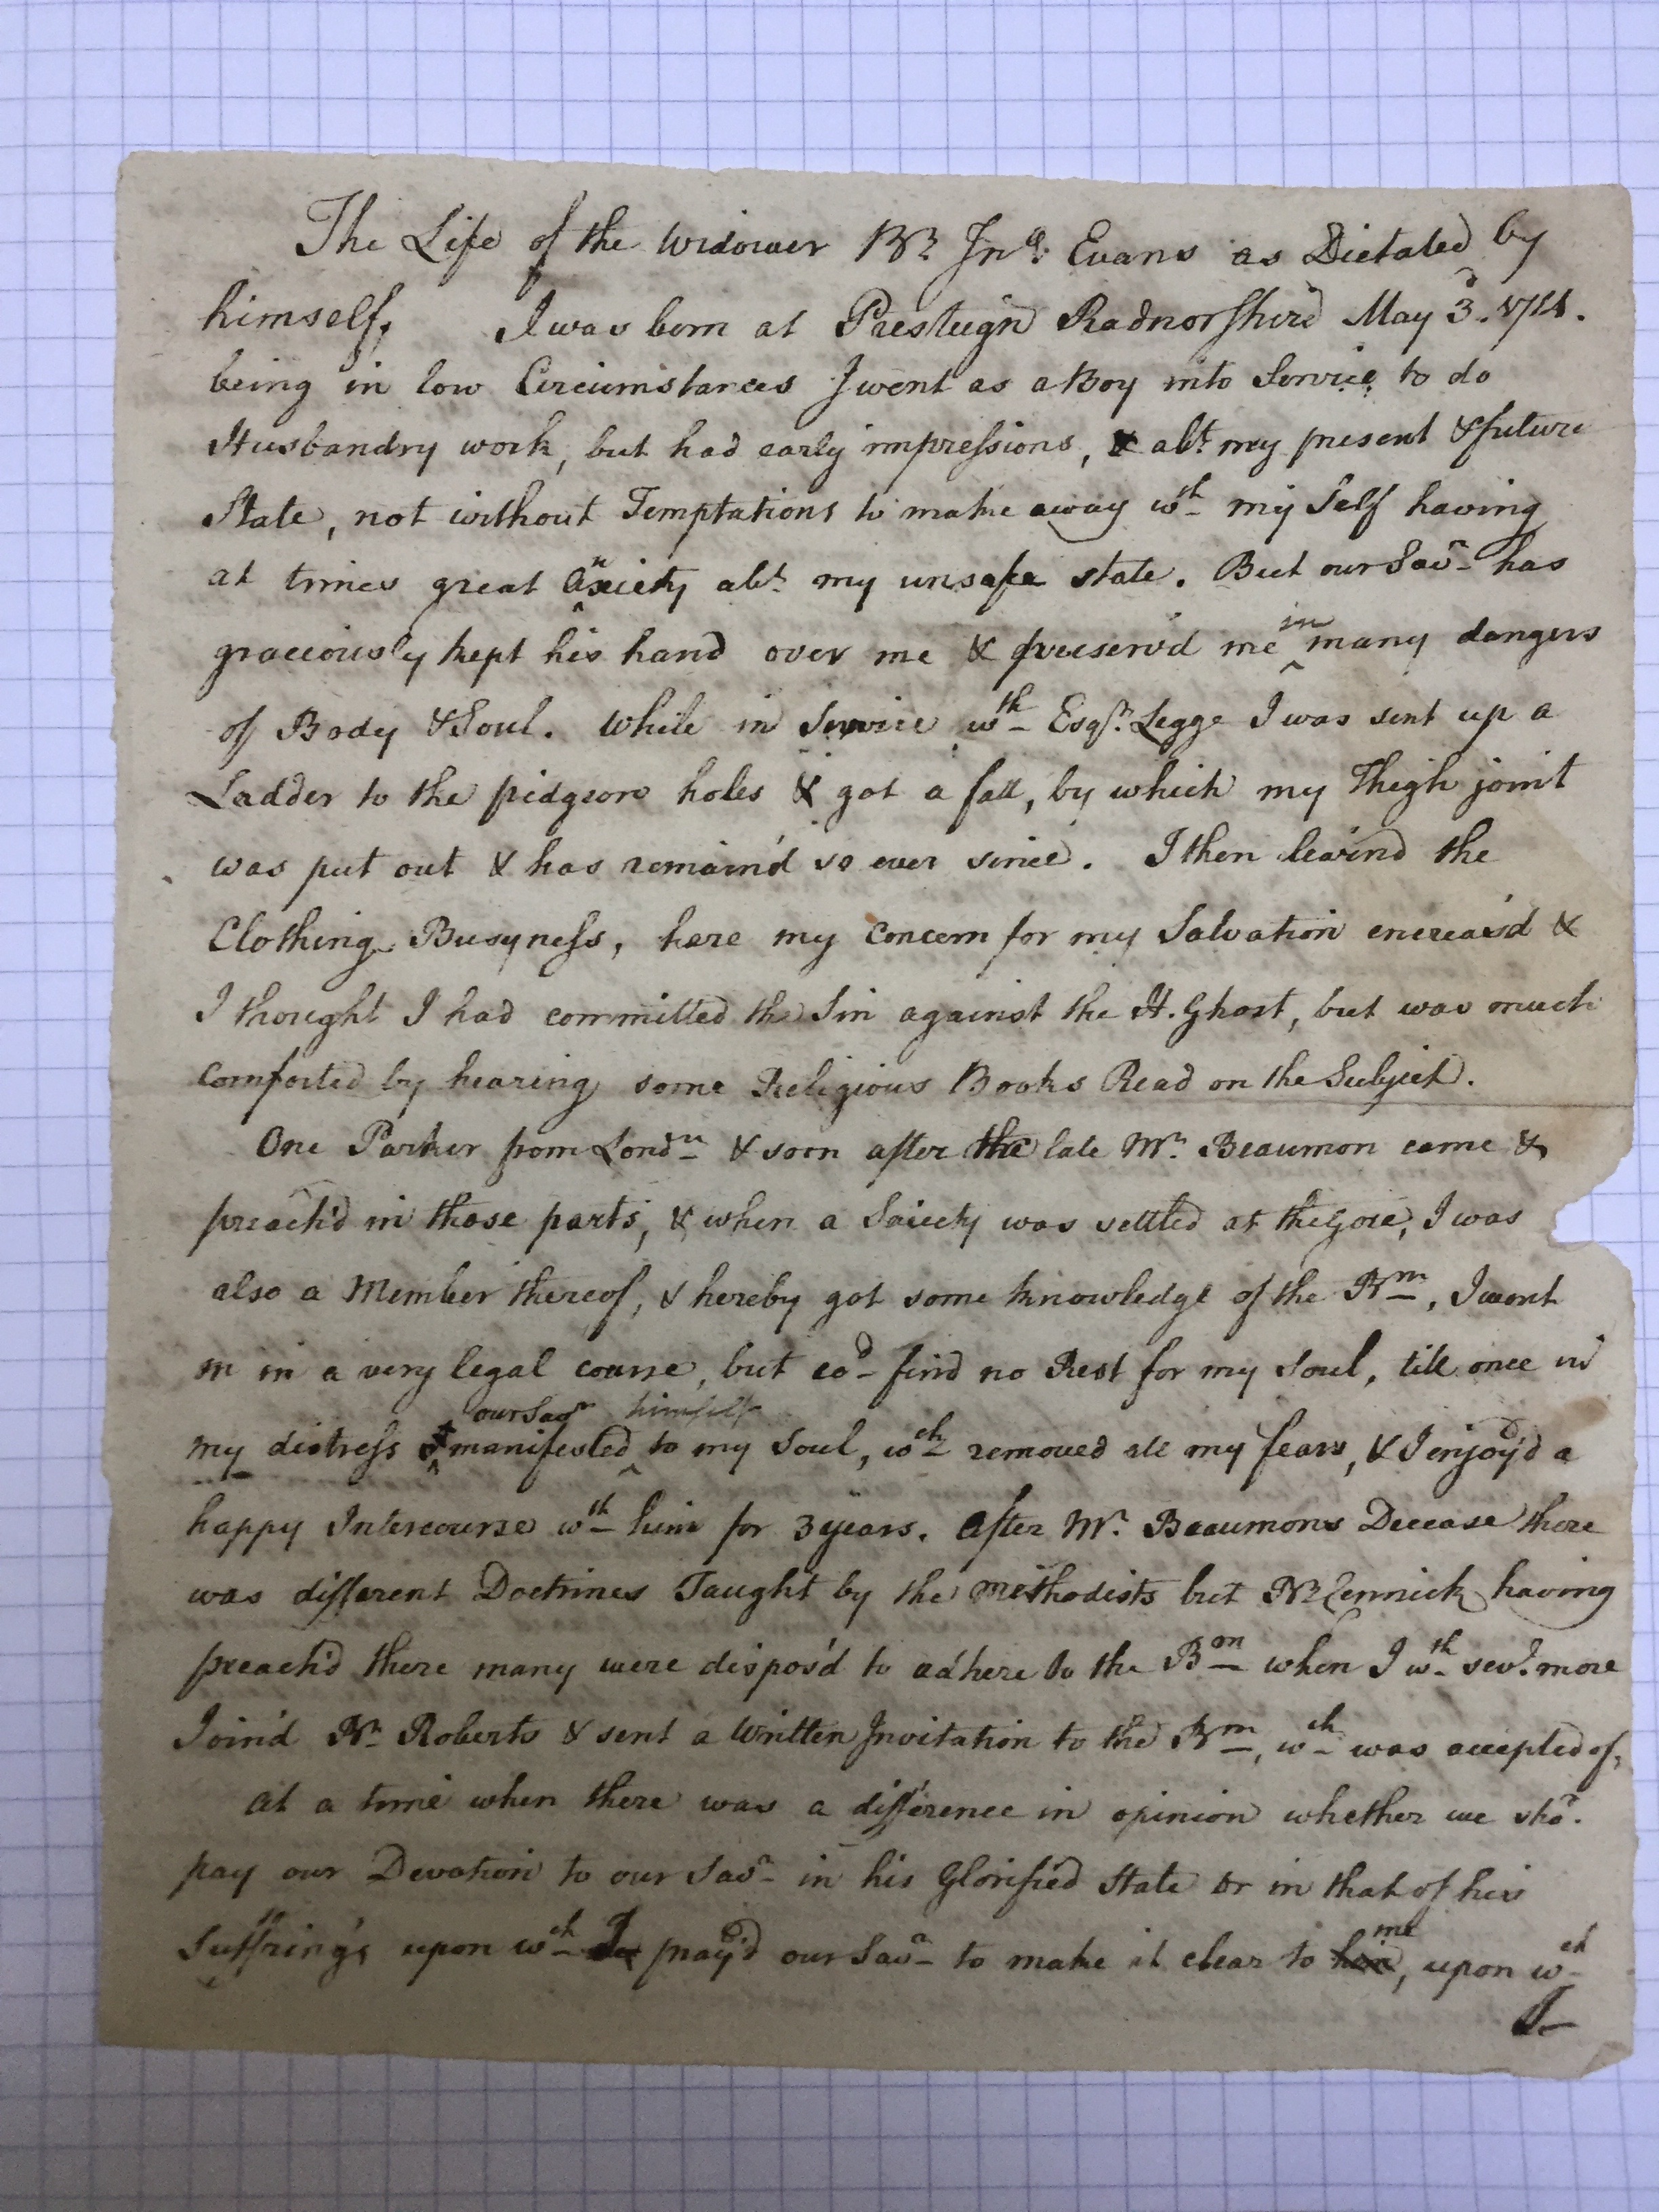 The Life of the Widower Br. Jno. Evans as Dictated by
himself. I was born at Presteign Radnorshire May 3d. 1714.
being in low Circumstances I went as a Boy into Service to do
Husbandry work, but had early impressions, & abt. my present & future
State, not without Temptations to make away wth my Self having
at times great Anxiety abt. my unsafe state. But our Savr has
graciously kept his hand over me & preserv'd me in many dangers
of Body & Soul. While in Service wth Esqr. Legge I was sent up a
Ladder to the pidgeon holes & got a fall, by which my Thigh joint
was put out & has remain'd so ever since. I then learnd the
Clothing Busyness, here my Concern for my Salvation encreas'd &
I thought I had committed the Sin against the H. Ghost, but was much
comforted by hearing some Religious Books Read on the Subject.
One Parker from Londn & soon after the late Mr. Beaumon came &
preach'd in those parts, & when a Saiety was settled at the Gore, I was
also a Member thereof, & hereby got some knowledge of the Brn, I went
on in a very legal course, but cod find no Rest for my Soul, till once in
my distress our Savr manifested himself to my Soul, wch removed all my fears, & I enjoy'd a
happy Intercourse wth him for 3 years. After Mr. Beaumons Decease there
was different Doctrines Taught by the Methodists but Br Cennick having
preach'd there many were dispos'd to adhere to the Brn when I wth sevl. more
Join'd Br Roberts & sent a Written Invitation to the Brn, wch was accepted of,
at a time when there was a difference in opinion whether we shod.
pay our Devotion to our Savr in his Glorified State or in that of his
Suff'rings upon wch I pray'd our Savr to make it clear to me, upon wch
I